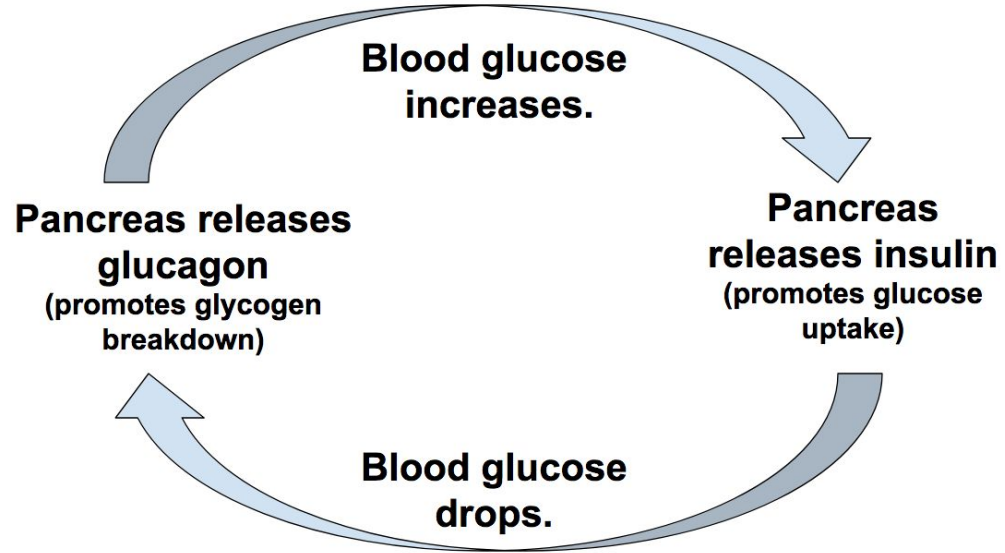 Blood glucose
increases.
Pancreas
releases insulin
(promotes glucose
uptake)
Blood glucose
drops.
Pancreas releases
glucagon
(promotes glycogen
breakdown)